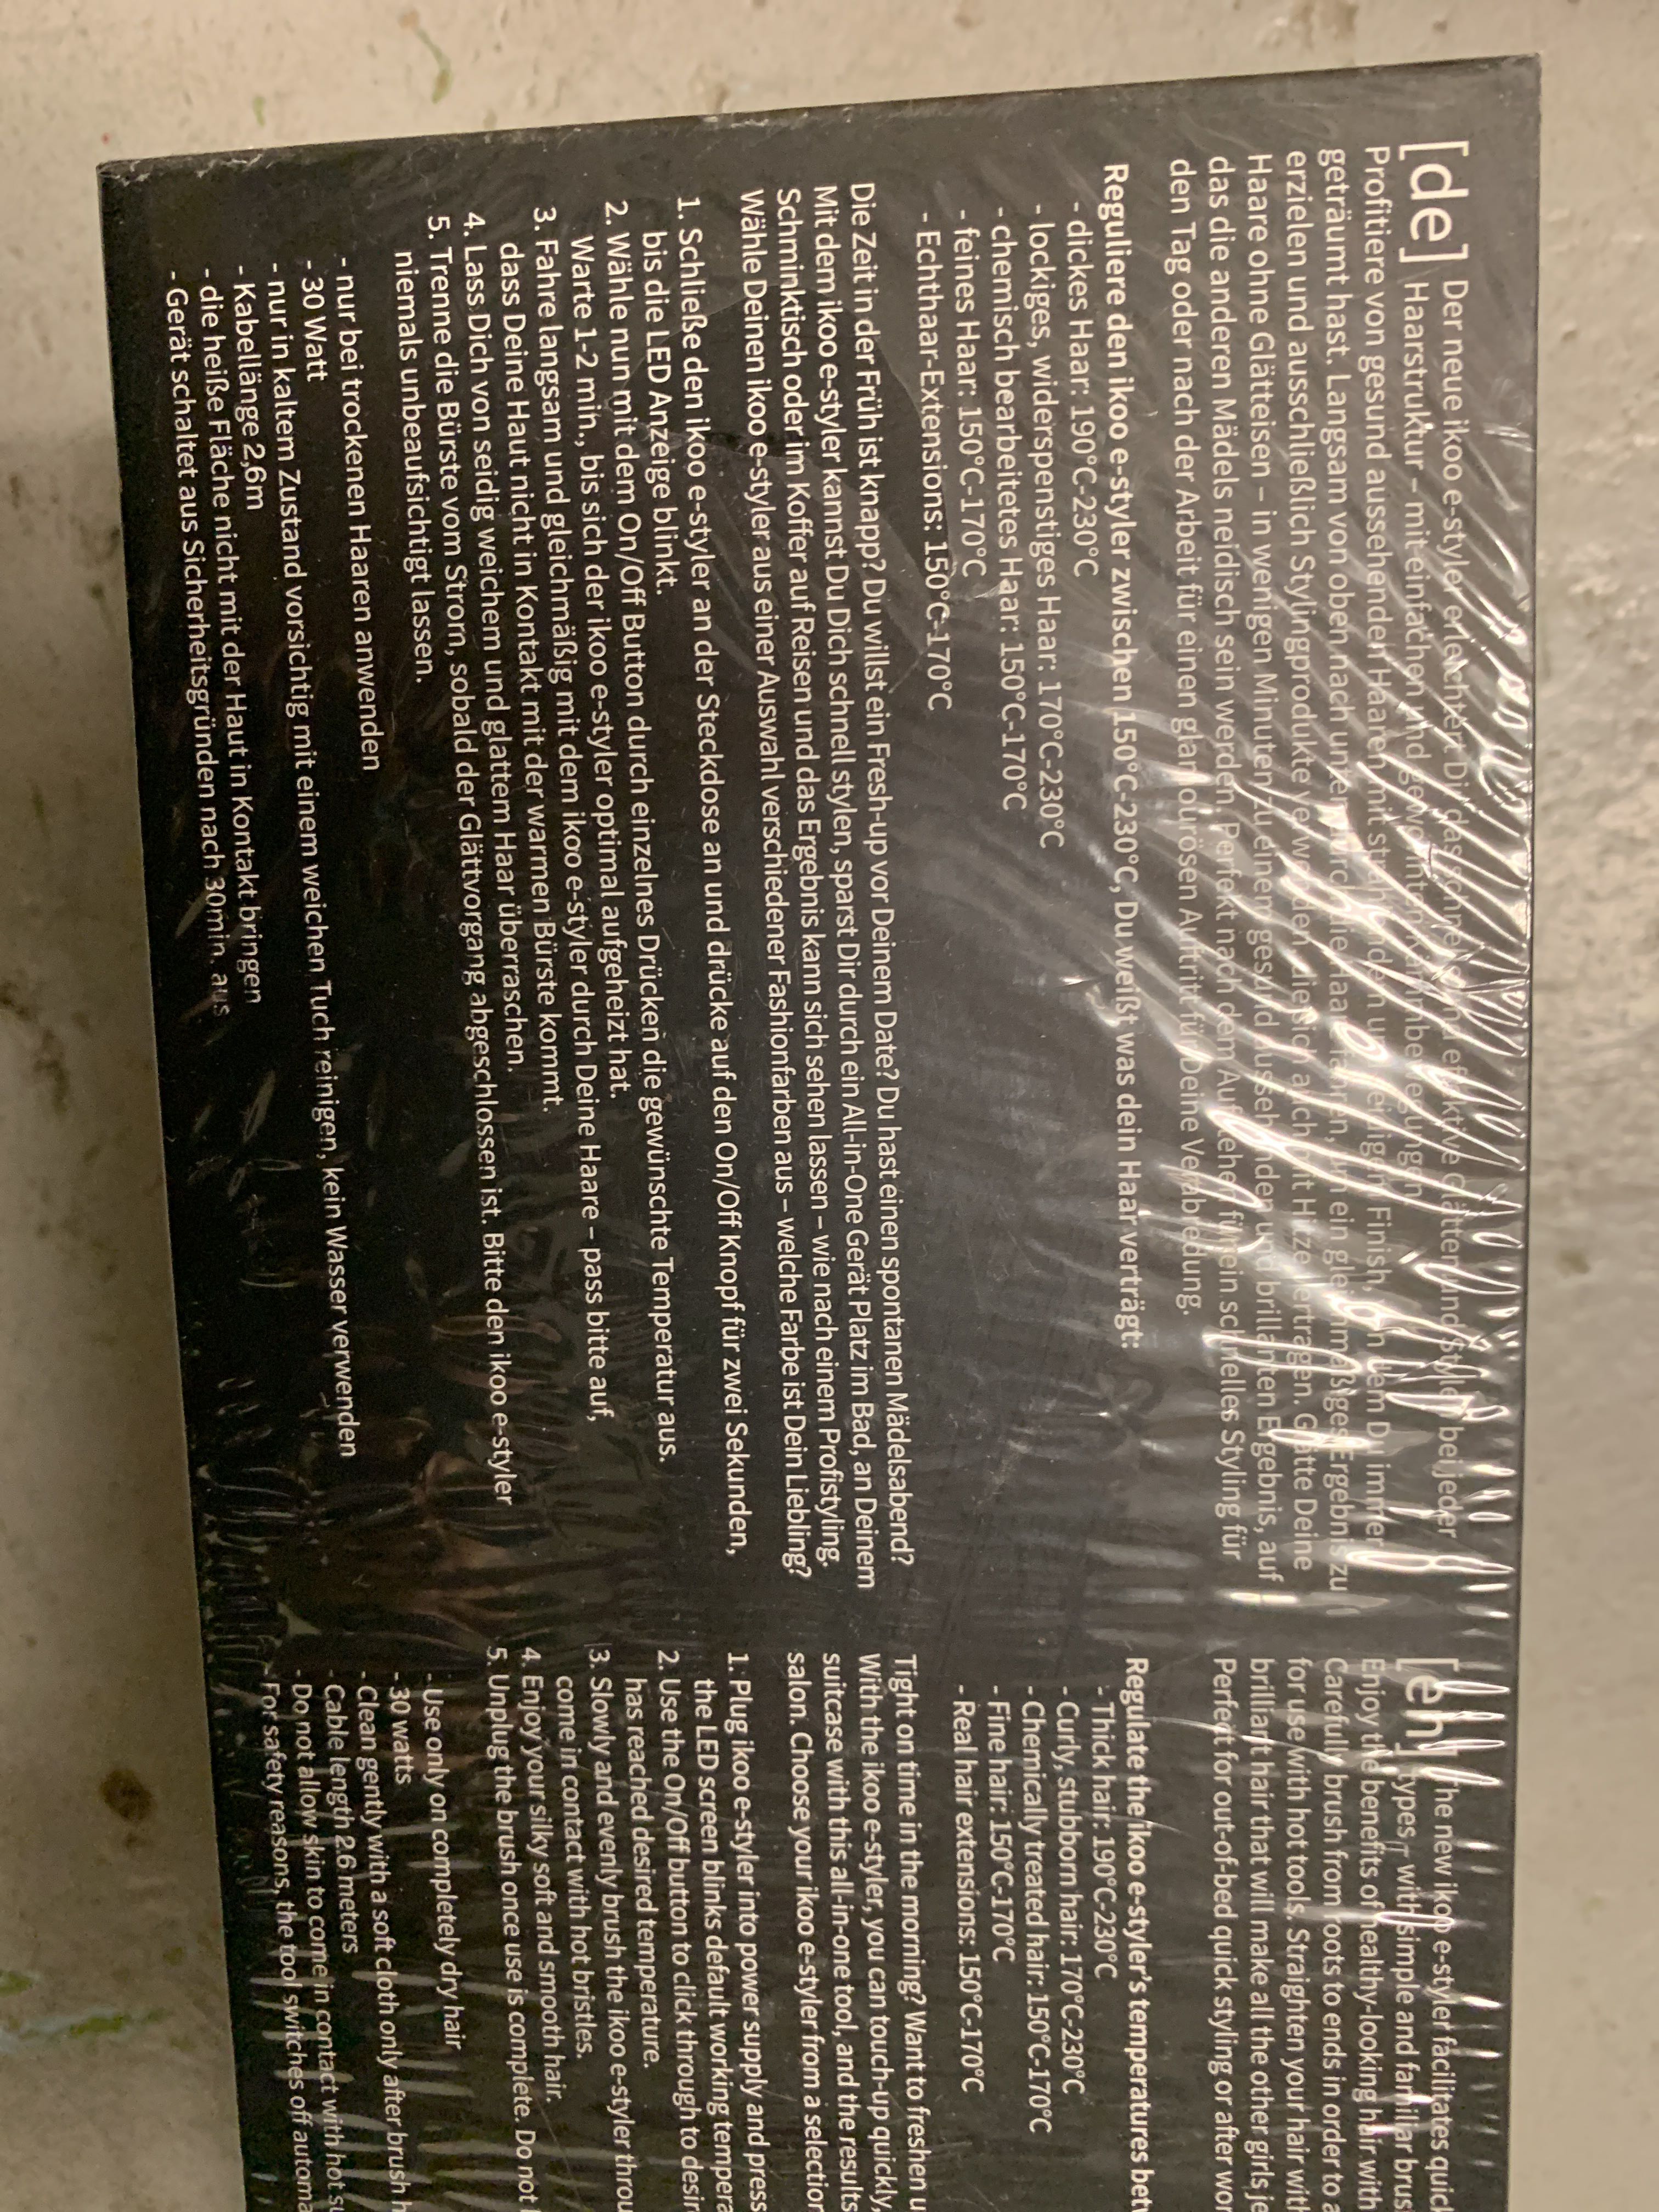 [de] Der neue ikoo e-styler erleichtert Dir das schnelle und effektive Glätten und Stylen bei jeder
Haarstruktur – mit einfachen und gewohnten Kämmbewegungen.
Profitiere von gesund aussehenden Haaren mit strahlendem und seidigem Finish, von dem Du immer
geträumt hast. Langsam von oben nach unten durch die Haare fahren, um ein gleichmäßiges Ergebnis zu
erzielen und ausschließlich Stylingprodukte verwenden, die sich auch mit Hitze vertragen. Glätte Deine
Haare ohne Glätteisen – in wenigen Minuten zu einem gesund aussehenden und brillanten Ergebnis, auf
das die anderen Mädels neidisch sein werden. Perfekt nach dem Aufstehen für ein schnelles Styling für
den Tag oder nach der Arbeit für einen glamourösen Auftritt für Deine Verabredung.
Reguliere den ikoo e-styler zwischen 150°C-230°C, Du weißt was dein Haar verträgt:
- dickes Haar: 190°C-230°C
- lockiges, widerspenstiges Haar: 170°C-230°C
- chemisch bearbeitetes Haar: 150°C-170°C
- feines Haar: 150°C-170°C
- Echthaar-Extensions: 150°C-170°C
Die Zeit in der Früh ist knapp? Du willst ein Fresh-up vor Deinem Date? Du hast einen spontanen Mädelsabend?
Mit dem ikoo e-styler kannst Du Dich schnell stylen, sparst Dir durch ein All-in-One Gerät Platz im Bad, an Deinem
Schminktisch oder im Koffer auf Reisen und das Ergebnis kann sich sehen lassen – wie nach einem Profistyling.
Wähle Deinen ikoo e-styler aus einer Auswahl verschiedener Fashionfarben aus – welche Farbe ist Dein Liebling?
1. Schließe den ikoo e-styler an der Steckdose an und drücke auf den On/Off Knopf für zwei Sekunden,
bis die LED Anzeige blinkt.
2. Wähle nun mit dem On/Off Button durch einzelnes Drücken die gewünschte Temperatur aus.
Warte 1-2 min., bis sich der ikoo e-styler optimal aufgeheizt hat.
3. Fahre langsam und gleichmäßig mit dem ikoo e-styler durch Deine Haare – pass bitte auf,
dass Deine Haut nicht in Kontakt mit der warmen Bürste kommt.
4. Lass Dich von seidig weichem und glattem Haar überraschen.
5. Trenne die Bürste vom Strom, sobald der Glättvorgang abgeschlossen ist. Bitte den ikoo e-styler
niemals unbeaufsichtigt lassen.
- nur bei trockenen Haaren anwenden
- 30 Watt
- nur in kaltem Zustand vorsichtig mit einem weichen Tuch reinigen, kein Wasser verwenden
- Kabellänge 2,6m
- die heiße Fläche nicht mit der Haut in Kontakt bringen
- Gerät schaltet aus Sicherheitsgründen nach 30min. aus
[en] The new ikoo e-styler facilitates quic
types – with simple and familiar brus
Enjoy the benefits of healthy-looking hair with
Carefully brush from roots to ends in order to a
for use with hot tools. Straighten your hair with
brilliant hair that will make all the other girls je
Perfect for out-of-bed quick styling or after wor
Regulate the ikoo e-styler's temperatures betw
- Thick hair: 190°C-230°C
- Curly, stubborn hair: 170°C-230°C
- Chemically treated hair: 150°C-170°C
- Fine hair: 150°C-170°C
- Real hair extensions: 150°C-170°C
Tight on time in the morning? Want to freshen u
With the ikoo e-styler, you can touch-up quickly,
suitcase with this all-in-one tool, and the results
salon. Choose your ikoo e-styler from a selection
1. Plug ikoo e-styler into power supply and press
the LED screen blinks default working tempera
2. Use the On/Off button to click through to desir
has reached desired temperature.
3. Slowly and evenly brush the ikoo e-styler throu
come in contact with hot bristles.
4. Enjoy your silky soft and smooth hair.
5. Unplug the brush once use is complete. Do not
- Use only on completely dry hair
- 30 watts
- Clean gently with a soft cloth only after brush h
- Cable length 2.6 meters
- Do not allow skin to come in contact with hot su
- For safety reasons, the tool switches off automa